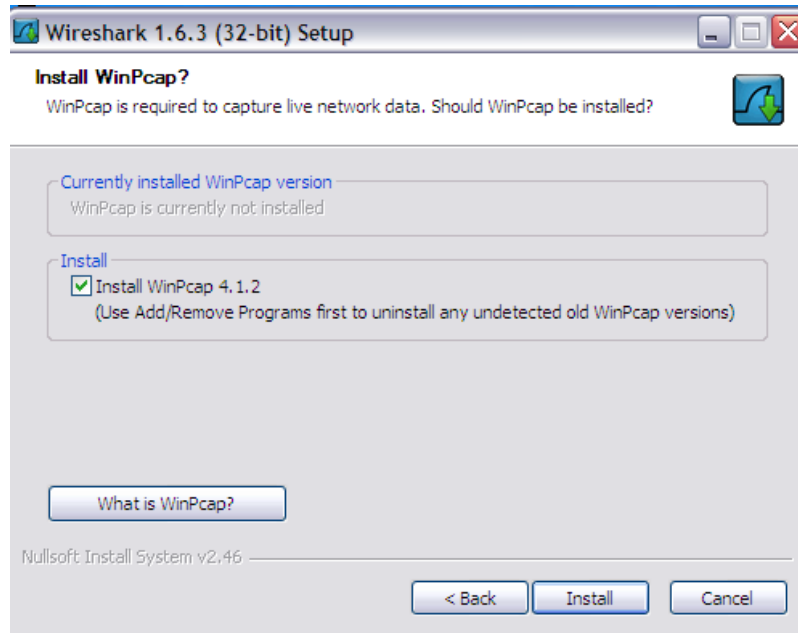 Wireshark 1.6.3 (32-bit) Setup
Install WinPcap?
WinPcap is required to capture live network data. Should WinPcap be installed?
Currently installed WinPcap version
WinPcap is currently not installed
Install
Install WinPcap 4.1.2
(Use Add/Remove Programs first to uninstall any undetected old WinPcap versions)
What is WinPcap?
Nullsoft Install System v2.46
< Back Install Cancel